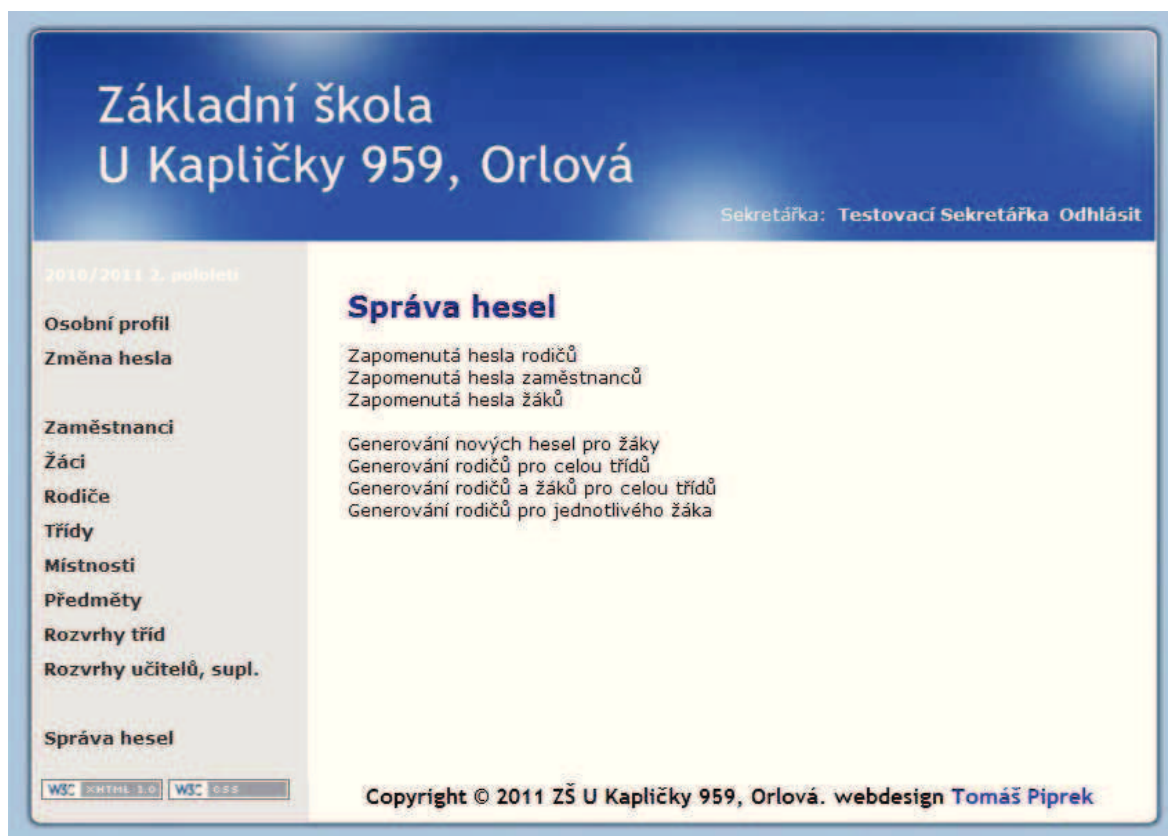 Základní škola
U Kapličky 959, Orlová
Sekretářka: Testovací Sekretářka Odhlásit
2010/2011 2. pololetí
Osobní profil
Změna hesla
Zaměstnanci
Žáci
Rodiče
Třídy
Místnosti
Předměty
Rozvrhy tříd
Rozvrhy učitelů, supl.
Správa hesel
W3C XHTML 1.0 W3C CSS
Správa hesel
Zapomenutá hesla rodičů
Zapomenutá hesla zaměstnanců
Zapomenutá hesla žáků
Generování nových hesel pro žáky
Generování rodičů pro celou třídů
Generování rodičů a žáků pro celou třídů
Generování rodičů pro jednotlivého žáka
Copyright © 2011 ZŠ U Kapličky 959, Orlová. webdesign Tomáš Piprek